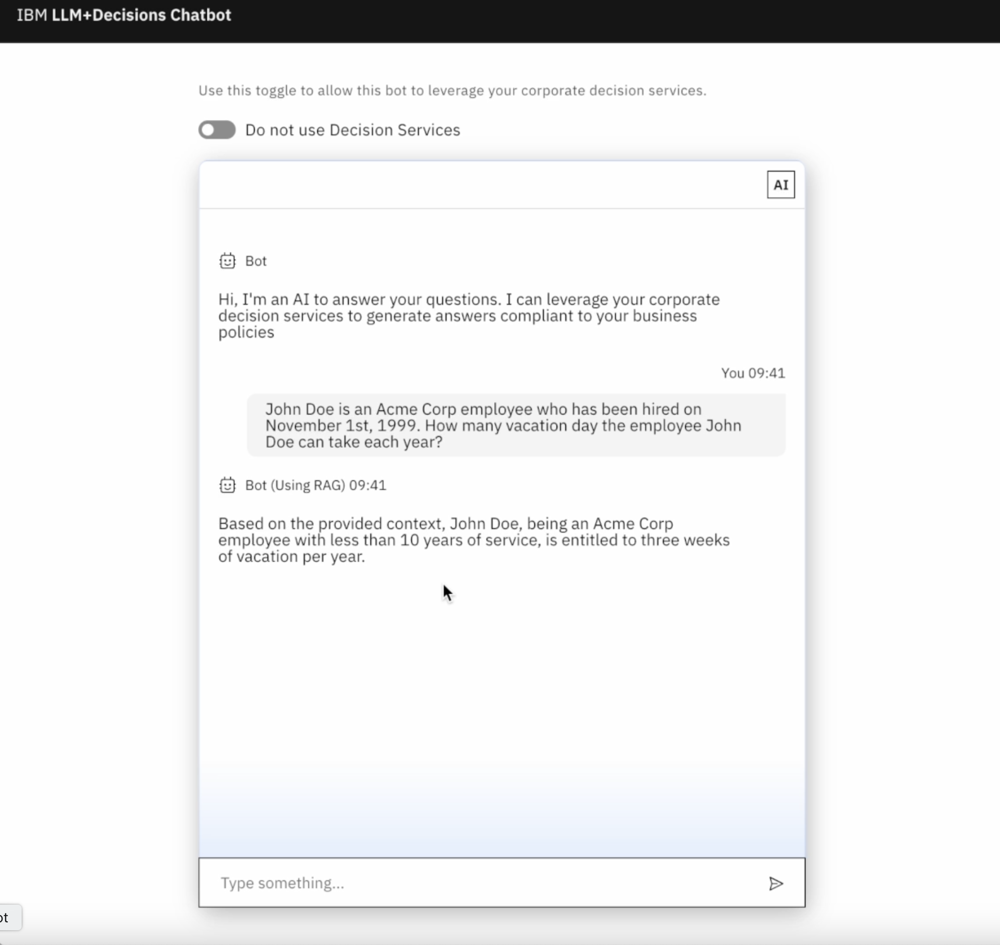 IBM LLM+Decisions Chatbot
Use this toggle to allow this bot to leverage your corporate decision services.
Do not use Decision Services
AI
Bot
Hi, I'm an AI to answer your questions. I can leverage your corporate
decision services to generate answers compliant to your business
policies
You 09:41
John Doe is an Acme Corp employee who has been hired on
November 1st, 1999. How many vacation day the employee John
Doe can take each year?
Bot (Using RAG) 09:41
Based on the provided context, John Doe, being an Acme Corp
employee with less than 10 years of service, is entitled to three weeks
of vacation per year.
Type something...
ot